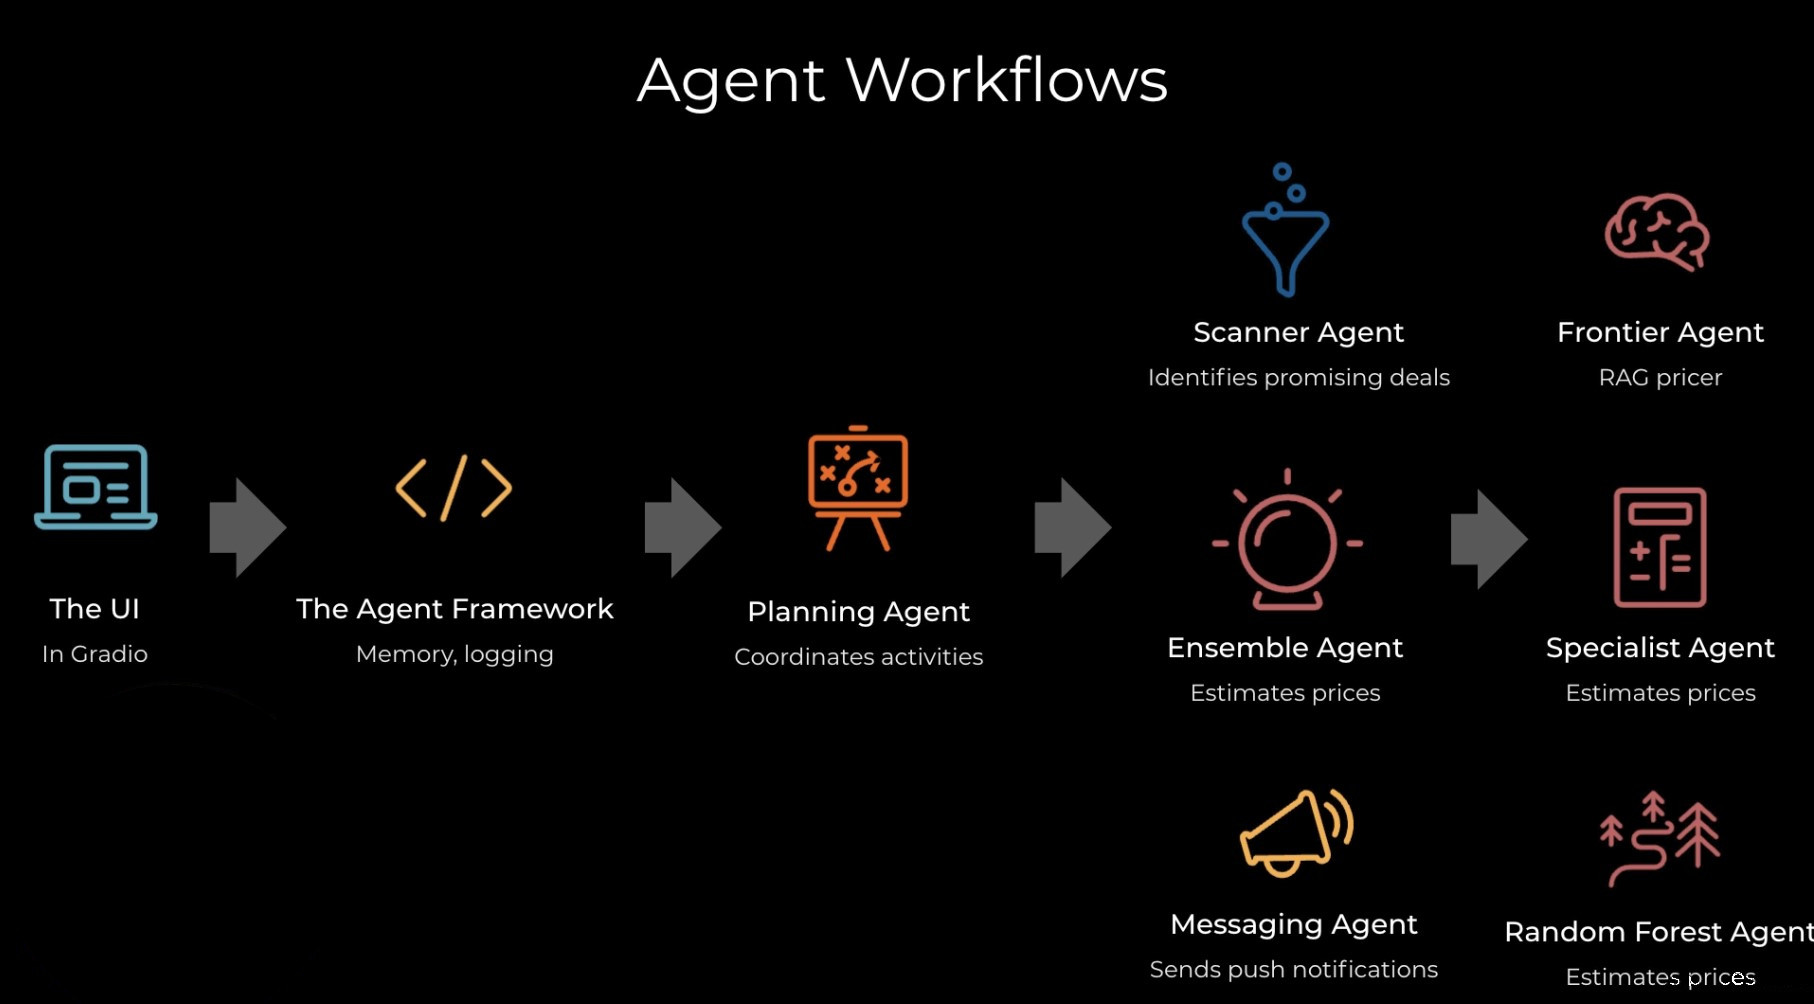 Agent Workflows
Scanner Agent
Identifies promising deals
Frontier Agent
RAG pricer
The UI
In Gradio
The Agent Framework
Memory, logging
Planning Agent
Coordinates activities
Ensemble Agent
Estimates prices
Specialist Agent
Estimates prices
Messaging Agent
Sends push notifications
Random Forest Agent
Estimates prices